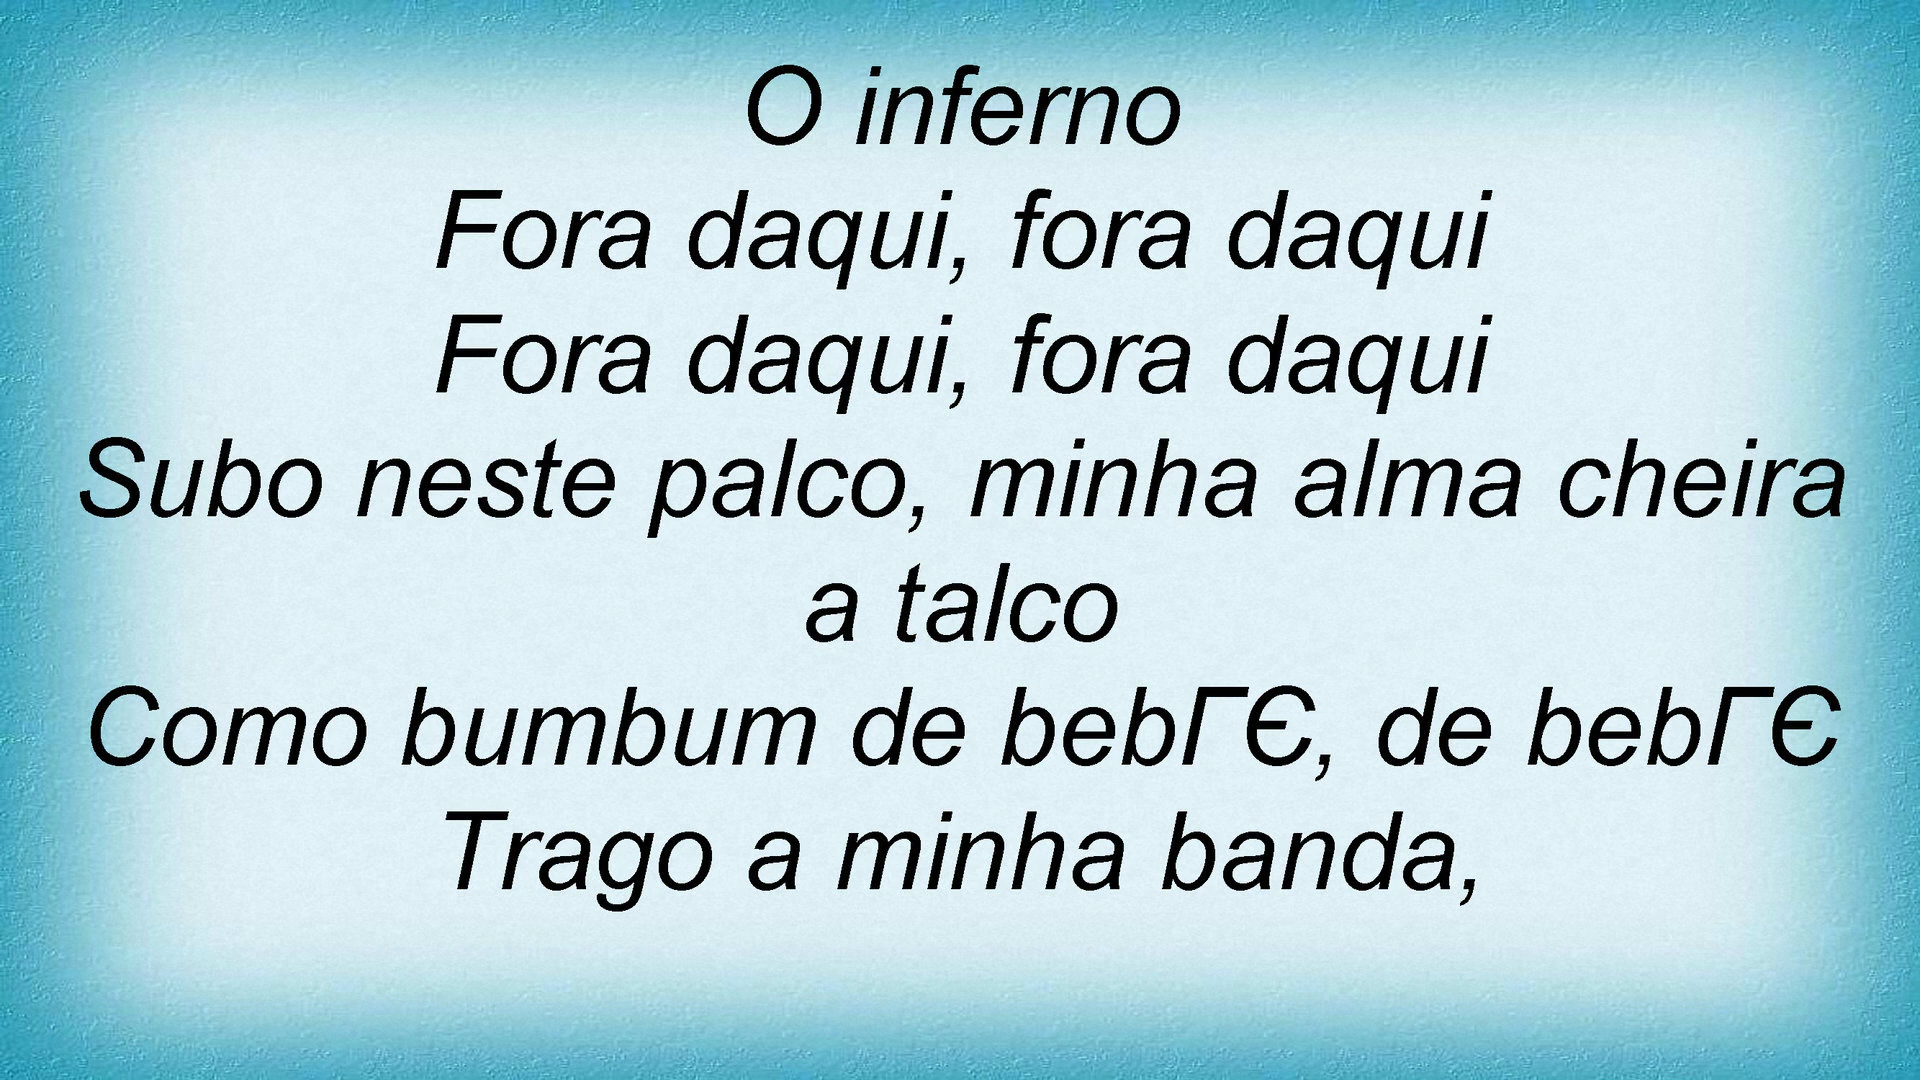 O inferno
Fora daqui, fora daqui
Fora daqui, fora daqui
Subo neste palco, minha alma cheira
a talco
Como bumbum de bebГЄ, de bebГЄ
Trago a minha banda,